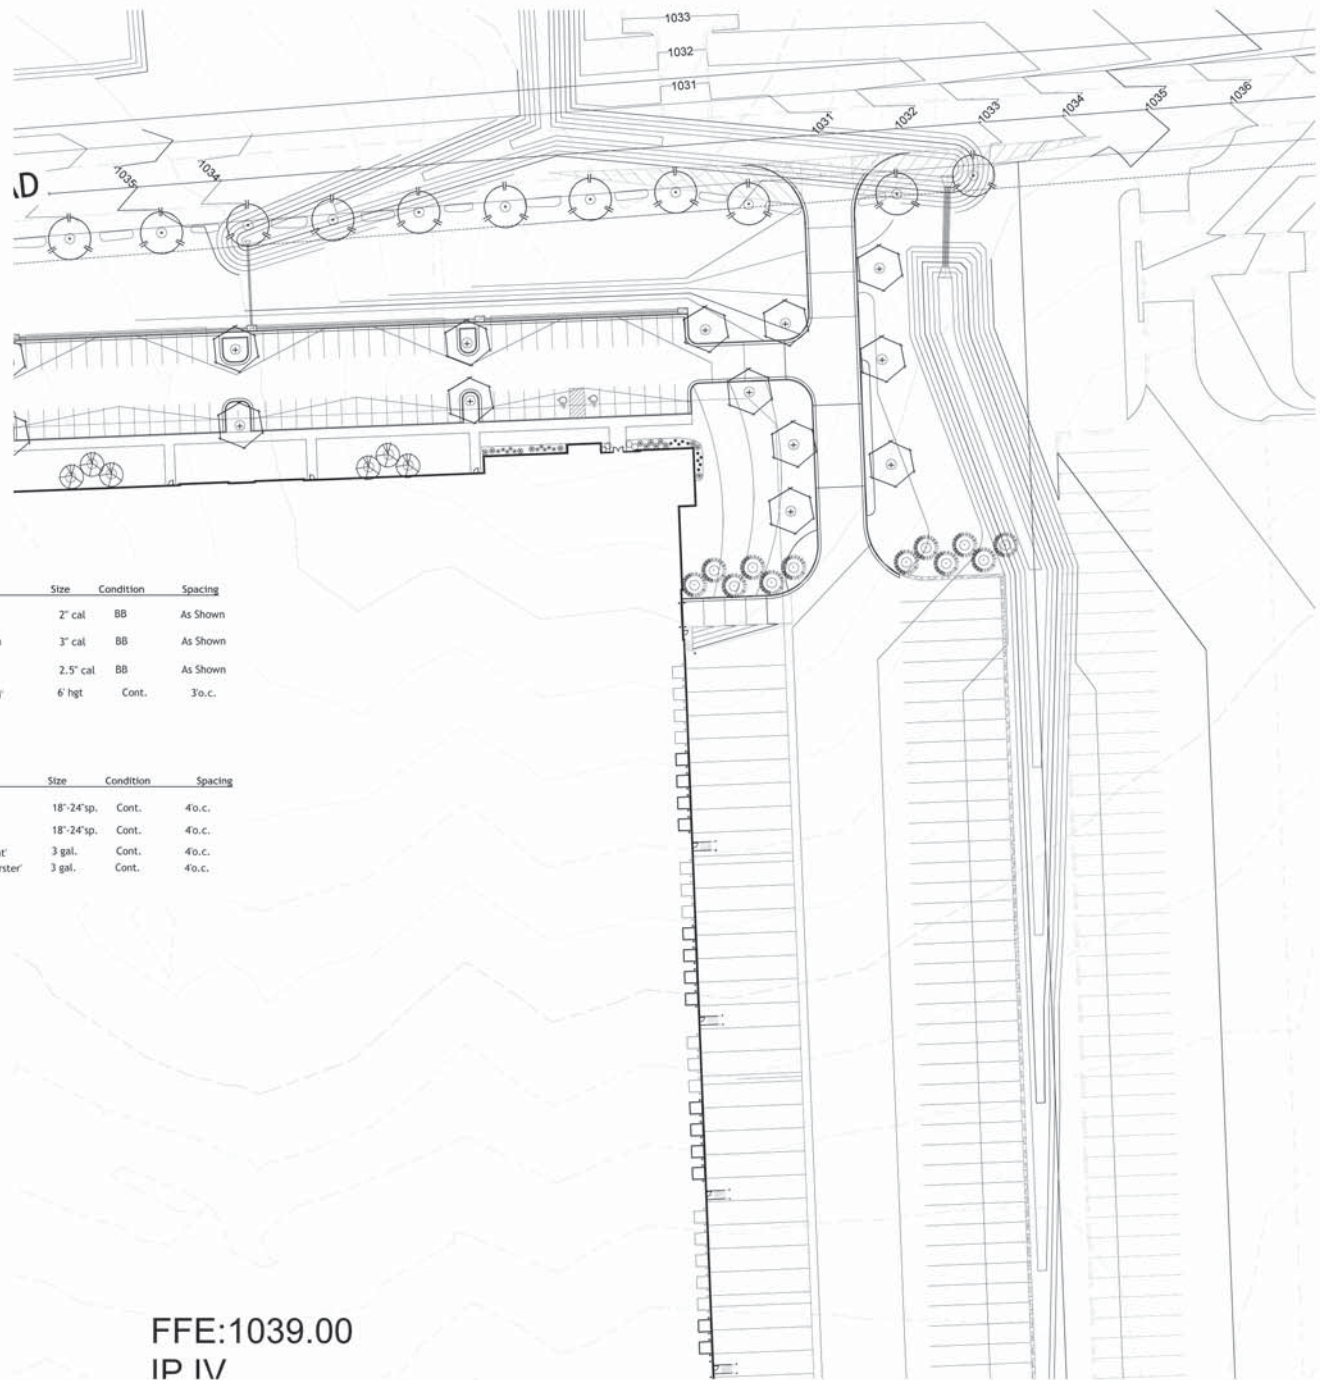 1033
1032
1031
1031
1032
1033
1034
1035
1036
1035
1034
AD
Size Condition Spacing
2" cal BB As Shown
3" cal BB As Shown
2.5" cal BB As Shown
6' hgt Cont. 3'o.c.
Size Condition Spacing
18"-24"sp. Cont. 4'o.c.
18"-24"sp. Cont. 4'o.c.
3 gal. Cont. 4'o.c.
3 gal. Cont. 4'o.c.
FFE:1039.00
IP IV